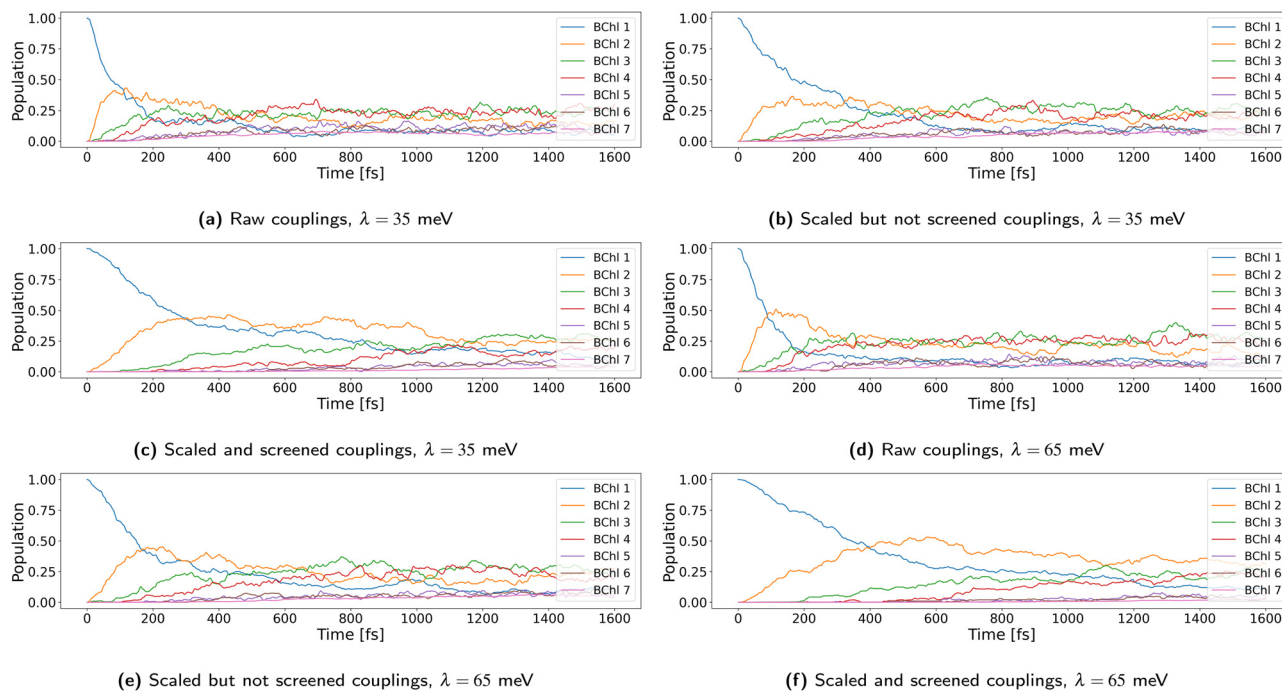 1.00
0.75
0.50
0.25
0.00
Population
0 200 400 600 800 1000 1200 1400 1600
Time [fs]
BChl 1
BChl 2
BChl 3
BChl 4
BChl 5
BChl 6
BChl 7
(a) Raw couplings, λ = 35 meV
1.00
0.75
0.50
0.25
0.00
Population
0 200 400 600 800 1000 1200 1400 1600
Time [fs]
BChl 1
BChl 2
BChl 3
BChl 4
BChl 5
BChl 6
BChl 7
(b) Scaled but not screened couplings, λ = 35 meV
1.00
0.75
0.50
0.25
0.00
Population
0 200 400 600 800 1000 1200 1400 1600
Time [fs]
BChl 1
BChl 2
BChl 3
BChl 4
BChl 5
BChl 6
BChl 7
(c) Scaled and screened couplings, λ = 35 meV
1.00
0.75
0.50
0.25
0.00
Population
0 200 400 600 800 1000 1200 1400 1600
Time [fs]
BChl 1
BChl 2
BChl 3
BChl 4
BChl 5
BChl 6
BChl 7
(d) Raw couplings, λ = 65 meV
1.00
0.75
0.50
0.25
0.00
Population
0 200 400 600 800 1000 1200 1400 1600
Time [fs]
BChl 1
BChl 2
BChl 3
BChl 4
BChl 5
BChl 6
BChl 7
(e) Scaled but not screened couplings, λ = 65 meV
1.00
0.75
0.50
0.25
0.00
Population
0 200 400 600 800 1000 1200 1400 1600
Time [fs]
BChl 1
BChl 2
BChl 3
BChl 4
BChl 5
BChl 6
BChl 7
(f) Scaled and screened couplings, λ = 65 meV